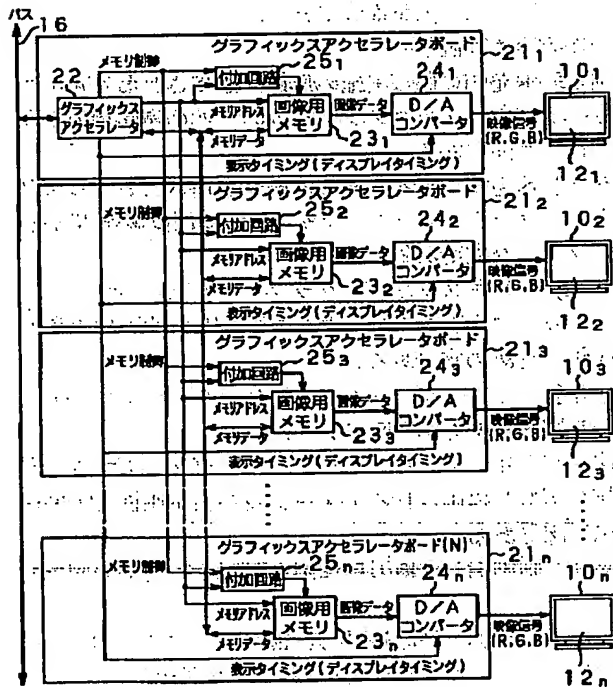 バス
16
グラフィックスアクセラレータボード
21₁
メモリ制御
25₁
付加回路
22
グラフィックス
アクセラレータ
メモリアドレス
メモリデータ
画像用
メモリ
23₁
画像データ
24₁
D/A
コンバータ
映像信号
(R,G,B)
10₁
12₁
表示タイミング(ディスプレイタイミング)
グラフィックスアクセラレータボード
21₂
メモリ制御
25₂
付加回路
メモリアドレス
メモリデータ
画像用
メモリ
23₂
画像データ
24₂
D/A
コンバータ
映像信号
(R,G,B)
10₂
12₂
表示タイミング(ディスプレイタイミング)
グラフィックスアクセラレータボード
21₃
メモリ制御
25₃
付加回路
メモリアドレス
メモリデータ
画像用
メモリ
23₃
画像データ
24₃
D/A
コンバータ
映像信号
(R,G,B)
10₃
12₃
表示タイミング(ディスプレイタイミング)
グラフィックスアクセラレータボード(N)
21ₙ
メモリ制御
25ₙ
付加回路
メモリアドレス
メモリデータ
画像用
メモリ
23ₙ
画像データ
24ₙ
D/A
コンバータ
映像信号
(R,G,B)
10ₙ
12ₙ
表示タイミング(ディスプレイタイミング)